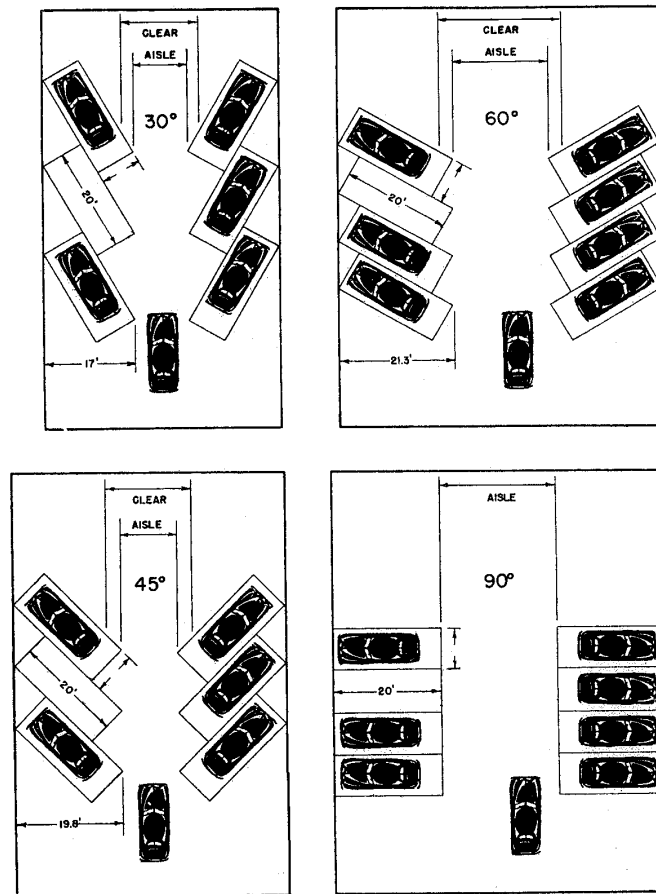 CLEAR
AISLE
30°
20'
17'
CLEAR
AISLE
60°
20'
21.3'
CLEAR
AISLE
45°
20'
19.8'
AISLE
90°
20'